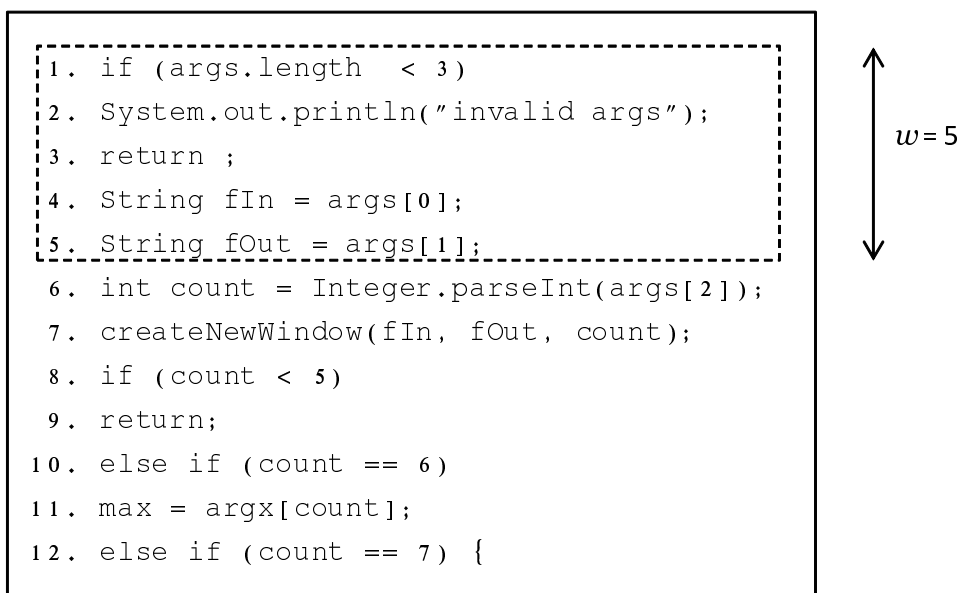 1. if (args.length < 3)
2. System.out.println("invalid args");
3. return ;
4. String fIn = args[0];
5. String fOut = args[1];
6. int count = Integer.parseInt(args[2]);
7. createNewWindow(fIn, fOut, count);
8. if (count < 5)
9. return;
10. else if (count == 6)
11. max = argx[count];
12. else if (count == 7) {
w = 5